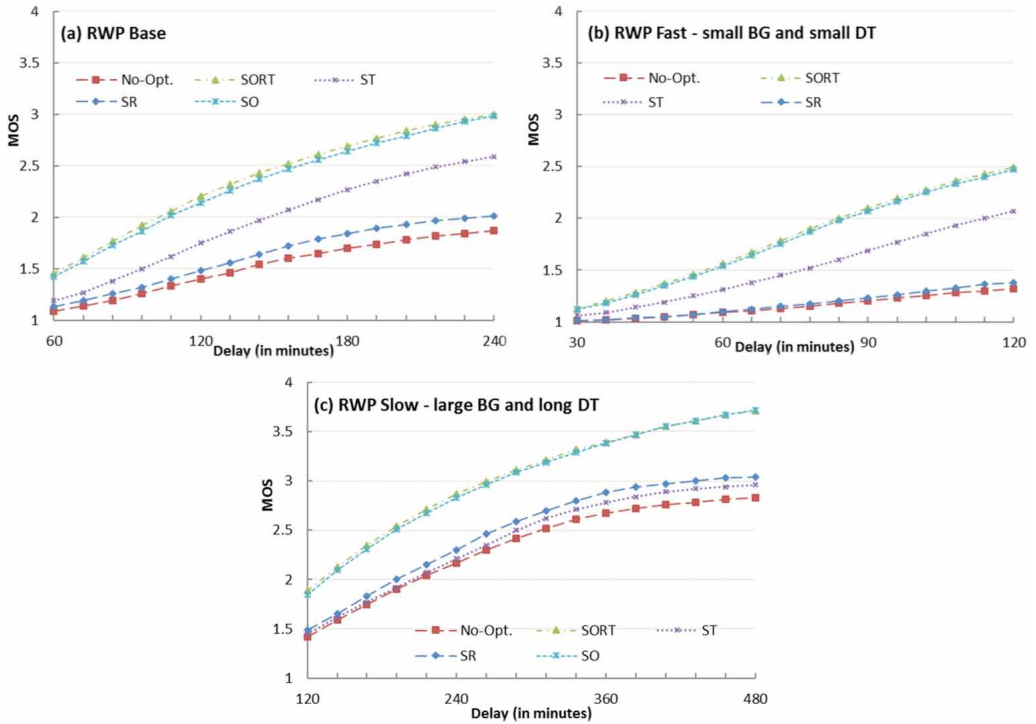 (a) RWP Base
4
3.5
3
2.5
2
1.5
1
MOS
No-Opt. SORT ST
SR SO
60 120 180 240
Delay (in minutes)
(b) RWP Fast - small BG and small DT
4
3.5
3
2.5
2
1.5
1
MOS
No-Opt. SORT
ST SR
30 60 90 120
Delay (in minutes)
(c) RWP Slow - large BG and long DT
4
3.5
3
2.5
2
1.5
1
MOS
No-Opt. SORT ST
SR SO
120 240 360 480
Delay (in minutes)